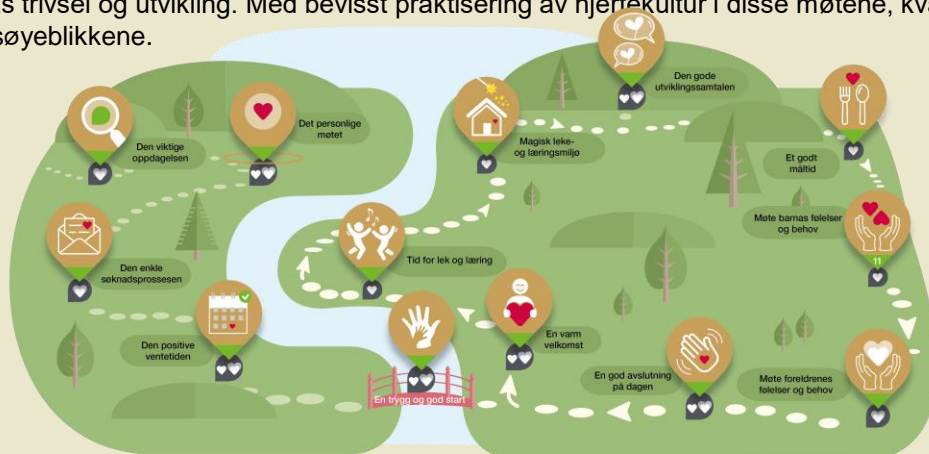 s trivsel og utvikling. Med bevisst praktisering av hjertekultur i disse møtene, kva
søyeblikkene.
Den gode
utviklingssamtalen
Det personlige
møtet
Den viktige
oppdagelsen
Magisk leke-
og læringsmiljø
Et godt
måltid
Møte barnas følelser
og behov
11
Tid for lek og læring
Den enkle
søknadsprossesen
Den positive
ventetiden
En varm
velkomst
En god avslutning
på dagen
Møte foreldrenes
følelser og behov
En trygg og god start